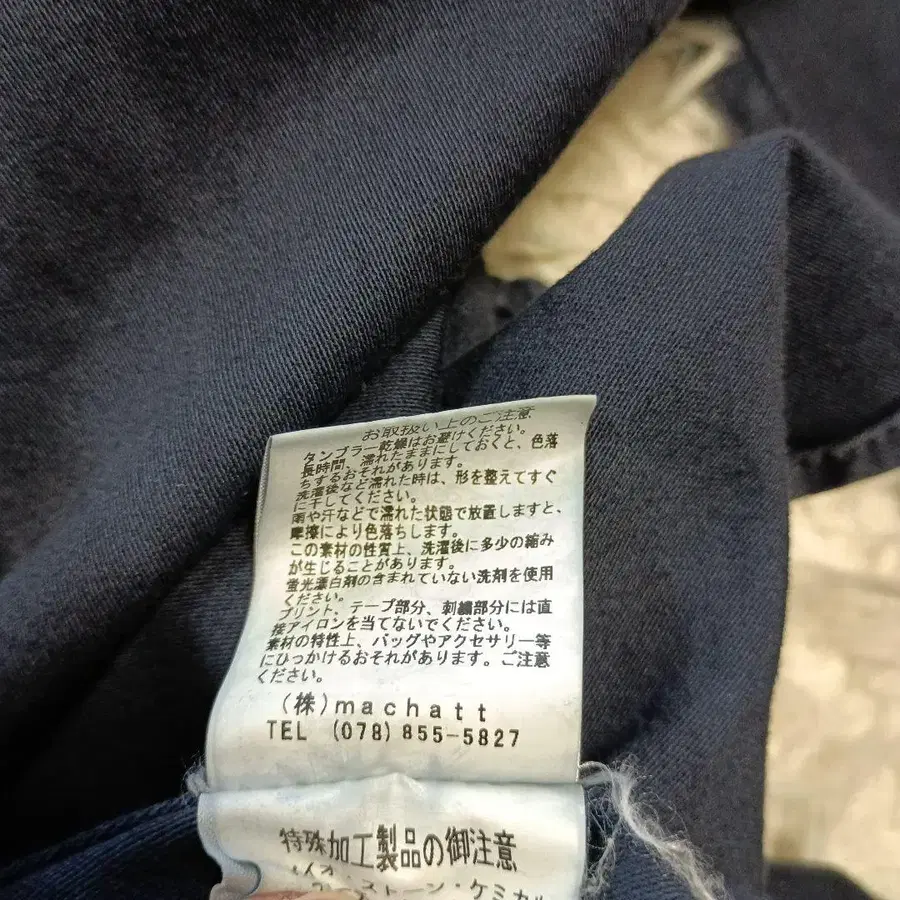 お取扱い上のご注意
タンブラー乾燥はお避けください。
長時間、濡れたままにしておくと、色落
ちするおそれがあります。
洗濯後など濡れた時は、形を整えてすぐ
に干してください。
雨や汗などで濡れた状態で放置しますと、
摩擦により色落ちします。
この素材の性質上、洗濯後に多少の縮み
が生じることがあります。
蛍光漂白剤の含まれていない洗剤を使用
ください。
プリント、テープ部分、刺繍部分には直
接アイロンを当てないでください。
素材の特性上、バッグやアクセサリー等
にひっかけるおそれがあります。ご注意
ください。
(株)machatt
TEL (078)855-5827
特殊加工製品の御注意
ストーン・ケミカル